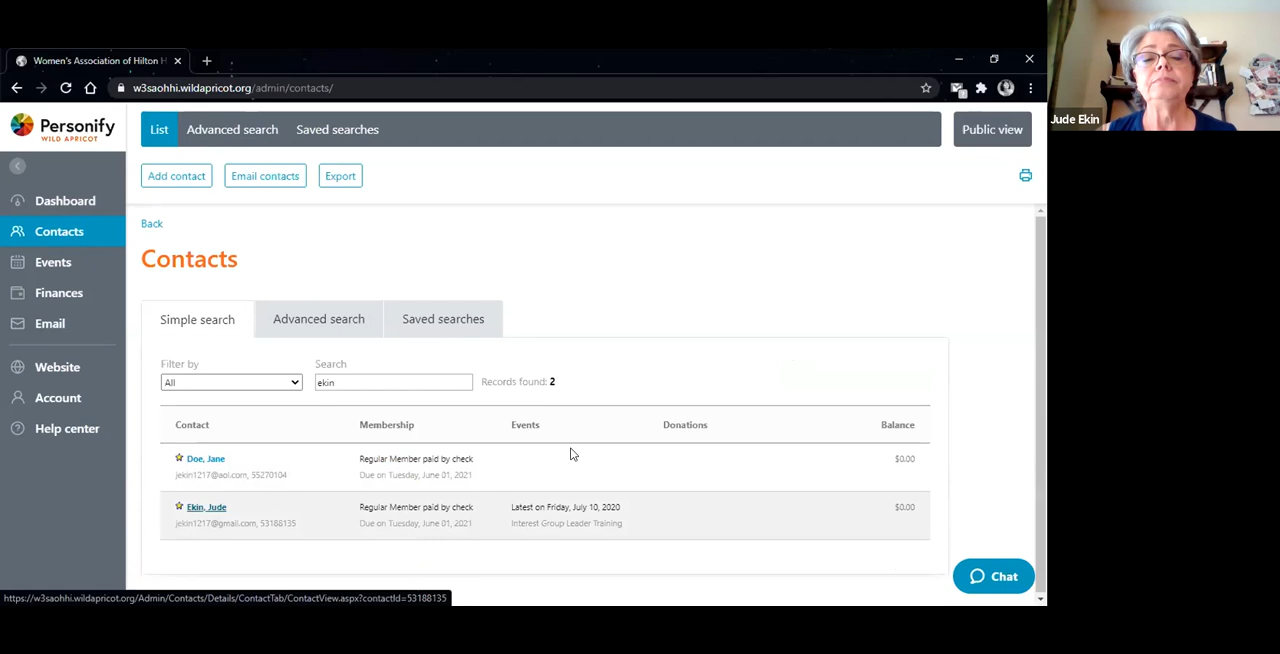 Women's Association of Hilton H
w3saohhi.wildapricot.org/admin/contacts/
Jude Ekin
Personify
WILD APRICOT
List
Advanced search
Saved searches
Public view
Add contact
Email contacts
Export
Dashboard
Contacts
Events
Finances
Email
Website
Account
Help center
Back
Contacts
Simple search
Advanced search
Saved searches
Filter by
Search
All
ekin
Records found: 2
Contact Membership Events Donations Balance
Doe, Jane Regular Member paid by check $0.00
jekin1217@aol.com, 55270104 Due on Tuesday, June 01, 2021
Ekin, Jude Regular Member paid by check Latest on Friday, July 10, 2020 $0.00
jekin1217@gmail.com, 53188135 Due on Tuesday, June 01, 2021 Interest Group Leader Training
Chat
https://w3saohhi.wildapricot.org/Admin/Contacts/Details/ContactTab/ContactView.aspx?contactId=53188135